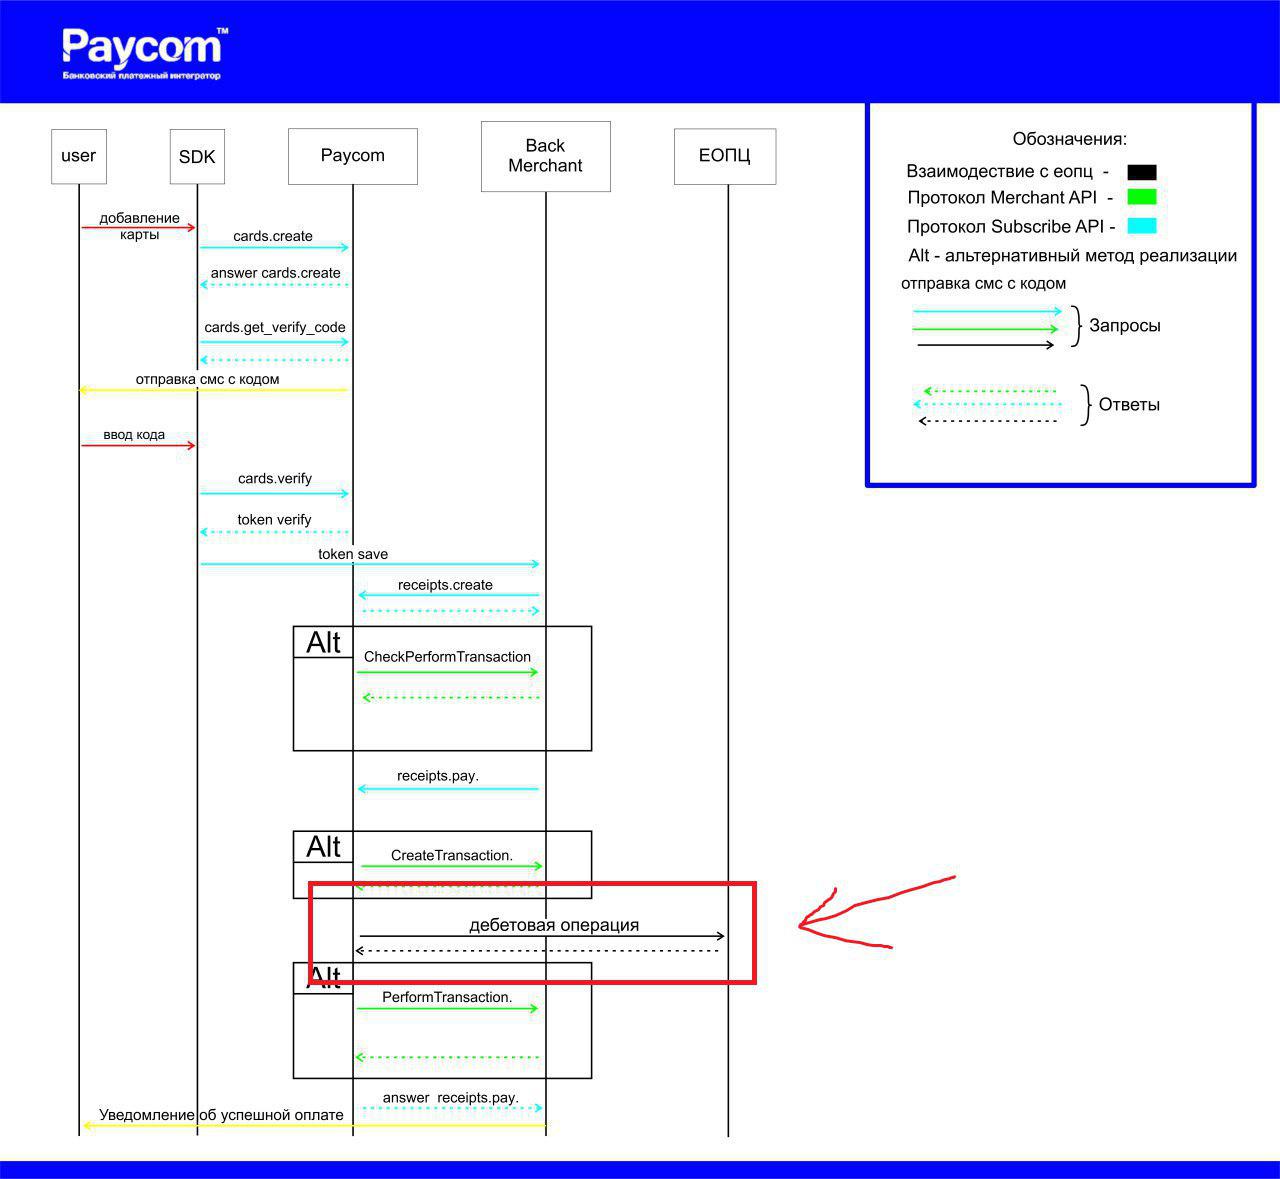 Paycom™
Банковский платежный интегратор
user
SDK
Paycom
Back
Merchant
ЕОПЦ
Обозначения:
Взаимодествие с еопц -
Протокол Merchant API -
Протокол Subscribe API -
Alt - альтернативный метод реализации
отправка смс с кодом
Запросы
Ответы
добавление
карты
cards.create
answer cards.create
cards.get_verify_code
отправка смс с кодом
ввод кода
cards.verify
token verify
token save
receipts.create
Alt
CheckPerformTransaction
receipts.pay.
Alt
CreateTransaction.
дебетовая операция
Alt
PerformTransaction.
answer receipts.pay.
Уведомление об успешной оплате